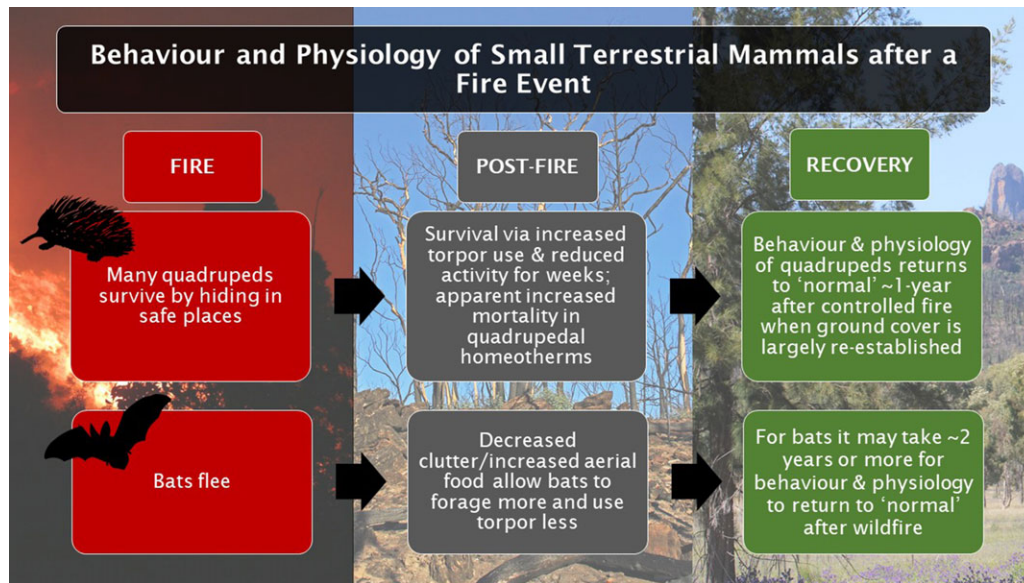 Behaviour and Physiology of Small Terrestrial Mammals after a
Fire Event
FIRE
POST-FIRE
RECOVERY
Many quadrupeds
survive by hiding in
safe places
Survival via increased
torpor use & reduced
activity for weeks;
apparent increased
mortality in
quadrupedal
homeotherms
Behaviour & physiology
of quadrupeds returns
to ‘normal’ ~1-year
after controlled fire
when ground cover is
largely re-established
Bats flee
Decreased
clutter/increased aerial
food allow bats to
forage more and use
torpor less
For bats it may take ~2
years or more for
behaviour & physiology
to return to ‘normal’
after wildfire